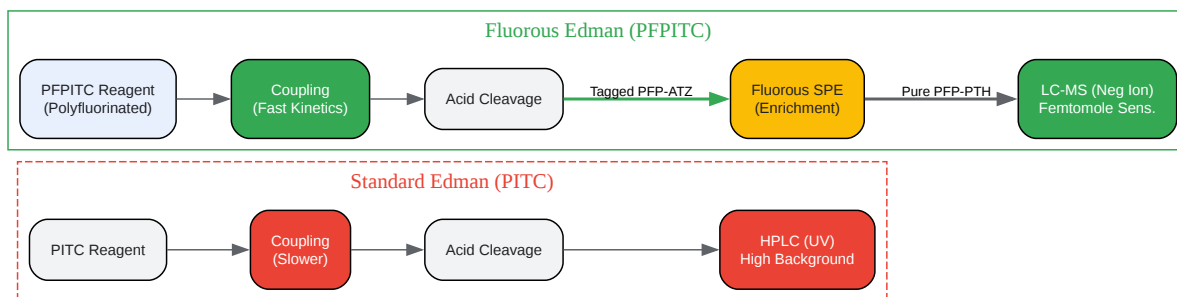 Fluorous Edman (PFPITC)
PFPITC Reagent
(Polyfluorinated)
Coupling
(Fast Kinetics)
Acid Cleavage
Tagged PFP-ATZ
Fluorous SPE
(Enrichment)
Pure PFP-PTH
LC-MS (Neg Ion)
Femtomole Sens.
Standard Edman (PITC)
PITC Reagent
Coupling
(Slower)
Acid Cleavage
HPLC (UV)
High Background